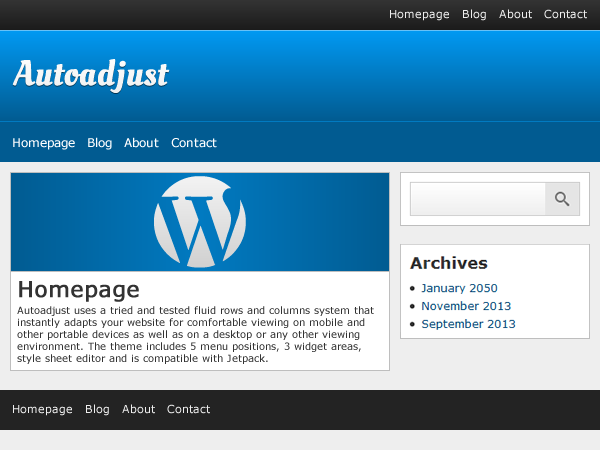 Homepage Blog About Contact
Autoadjust
Homepage Blog About Contact
Homepage
Autoadjust uses a tried and tested fluid rows and columns system that
instantly adapts your website for comfortable viewing on mobile and
other portable devices as well as on a desktop or any other viewing
environment. The theme includes 5 menu positions, 3 widget areas,
style sheet editor and is compatible with Jetpack.
Archives
January 2050
November 2013
September 2013
Homepage Blog About Contact